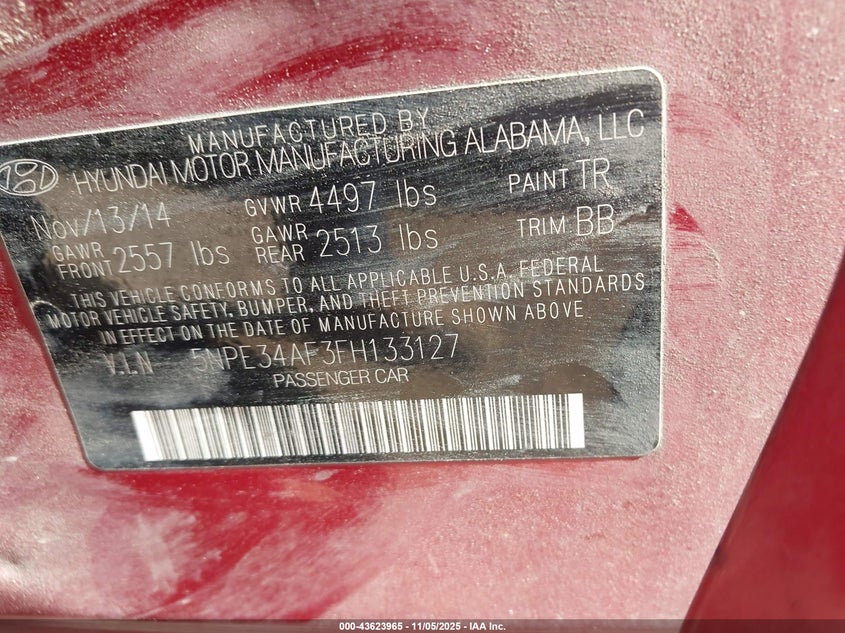 MANUFACTURED BY
HYUNDAI MOTOR MANUFACTURING ALABAMA, LLC
Nov/13/14 GVWR 4497 lbs PAINT TR
GAWR FRONT 2557 lbs GAWR REAR 2513 lbs TRIM BB
THIS VEHICLE CONFORMS TO ALL APPLICABLE U.S.A. FEDERAL
MOTOR VEHICLE SAFETY, BUMPER, AND THEFT PREVENTION STANDARDS
IN EFFECT ON THE DATE OF MANUFACTURE SHOWN ABOVE
V.I.N 5NPE34AF3FH133127
PASSENGER CAR
000-43623965 - 11/05/2025 - IAA Inc.